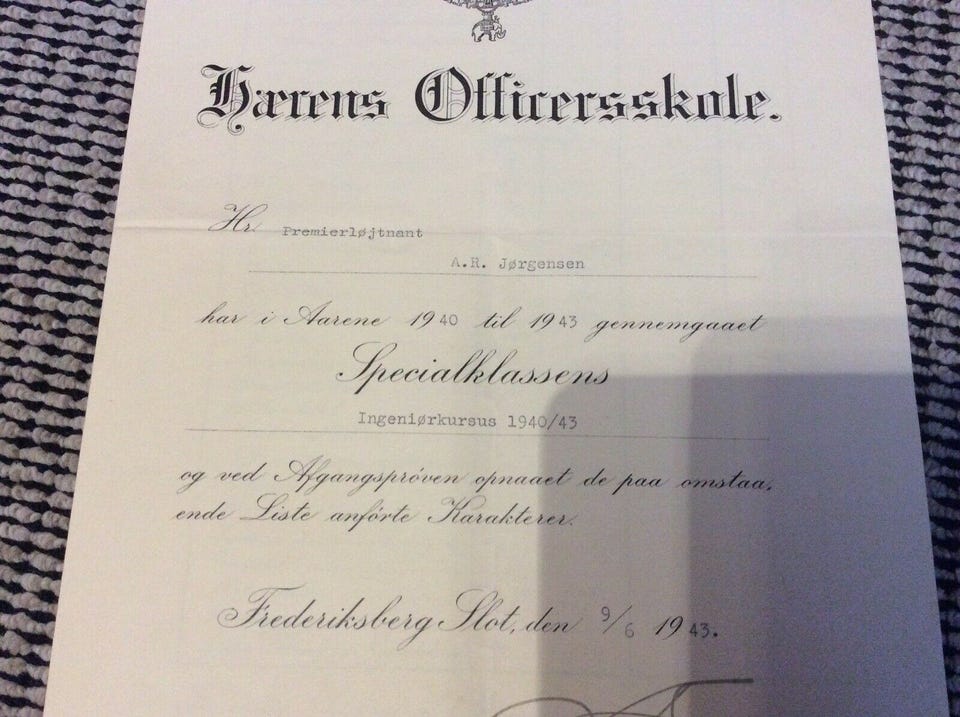 Hærens Officersskole.
Hr. Premierløjtnant
A.R. Jørgensen
har i Aarene 1940 til 1943 gennemgaaet
Specialklassens
Ingeniørkursus 1940/43
og ved Afgangsprøven opnaaet de paa omstaa-
ende Liste anførte Karakterer.
Frederiksberg Slot, den 9/6 1943.